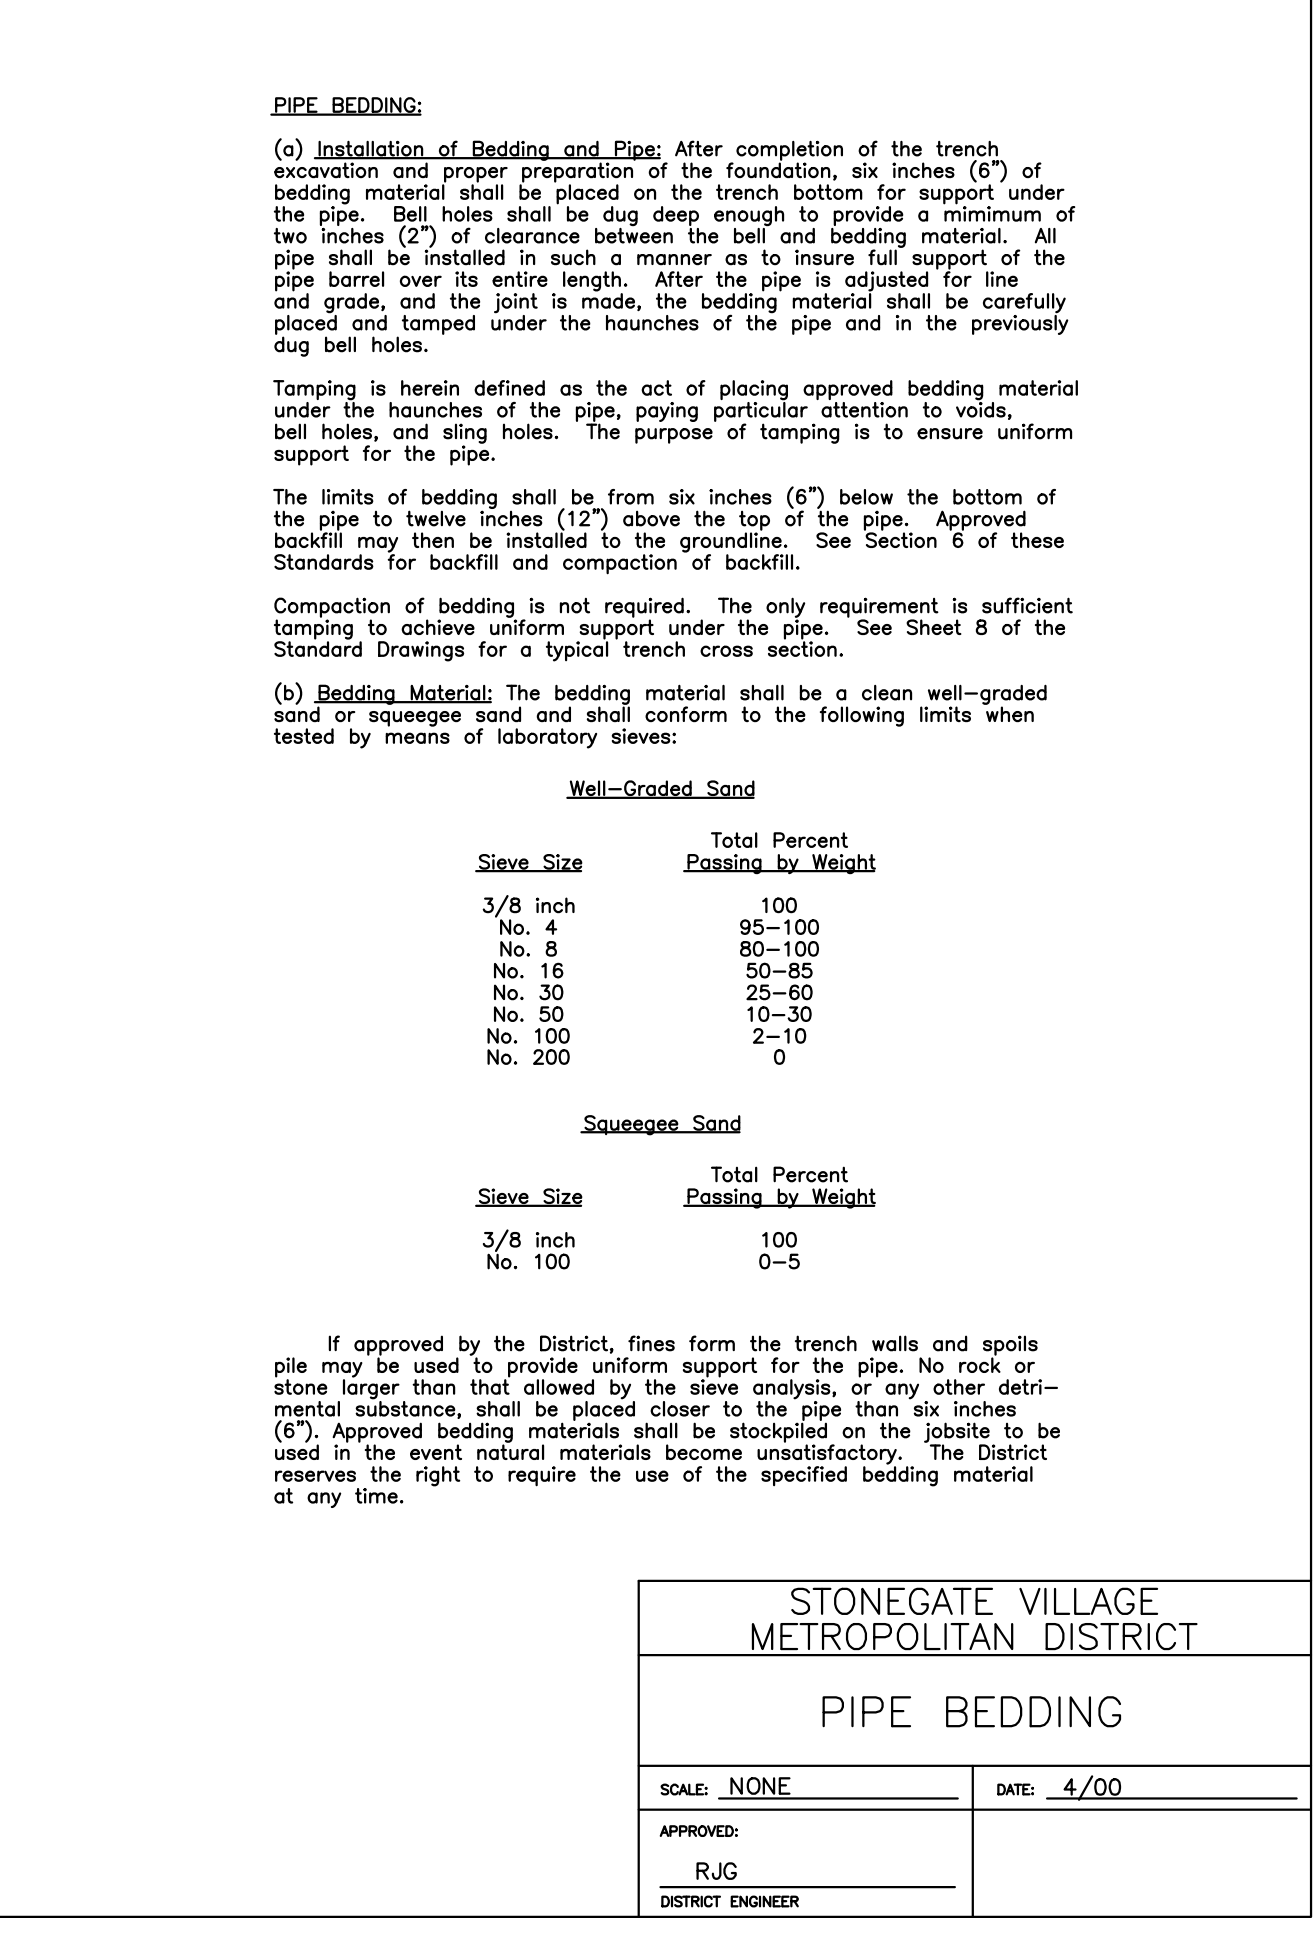 PIPE BEDDING:
(a) Installation of Bedding and Pipe: After completion of the trench
excavation and proper preparation of the foundation, six inches (6”) of
bedding material shall be placed on the trench bottom for support under
the pipe. Bell holes shall be dug deep enough to provide a mimimum of
two inches (2”) of clearance between the bell and bedding material. All
pipe shall be installed in such a manner as to insure full support of the
pipe barrel over its entire length. After the pipe is adjusted for line
and grade, and the joint is made, the bedding material shall be carefully
placed and tamped under the haunches of the pipe and in the previously
dug bell holes.
Tamping is herein defined as the act of placing approved bedding material
under the haunches of the pipe, paying particular attention to voids,
bell holes, and sling holes. The purpose of tamping is to ensure uniform
support for the pipe.
The limits of bedding shall be from six inches (6”) below the bottom of
the pipe to twelve inches (12”) above the top of the pipe. Approved
backfill may then be installed to the groundline. See Section 6 of these
Standards for backfill and compaction of backfill.
Compaction of bedding is not required. The only requirement is sufficient
tamping to achieve uniform support under the pipe. See Sheet 8 of the
Standard Drawings for a typical trench cross section.
(b) Bedding Material: The bedding material shall be a clean well–graded
sand or squeegee sand and shall conform to the following limits when
tested by means of laboratory sieves:
Well–Graded Sand
Total Percent
Sieve Size Passing by Weight
3/8 inch 100
No. 4 95–100
No. 8 80–100
No. 16 50–85
No. 30 25–60
No. 50 10–30
No. 100 2–10
No. 200 0
Squeegee Sand
Total Percent
Sieve Size Passing by Weight
3/8 inch 100
No. 100 0–5
If approved by the District, fines form the trench walls and spoils
pile may be used to provide uniform support for the pipe. No rock or
stone larger than that allowed by the sieve analysis, or any other detri–
mental substance, shall be placed closer to the pipe than six inches
(6”). Approved bedding materials shall be stockpiled on the jobsite to be
used in the event natural materials become unsatisfactory. The District
reserves the right to require the use of the specified bedding material
at any time.
STONEGATE VILLAGE
METROPOLITAN DISTRICT
PIPE BEDDING
SCALE: NONE DATE: 4/00
APPROVED:
RJG
DISTRICT ENGINEER